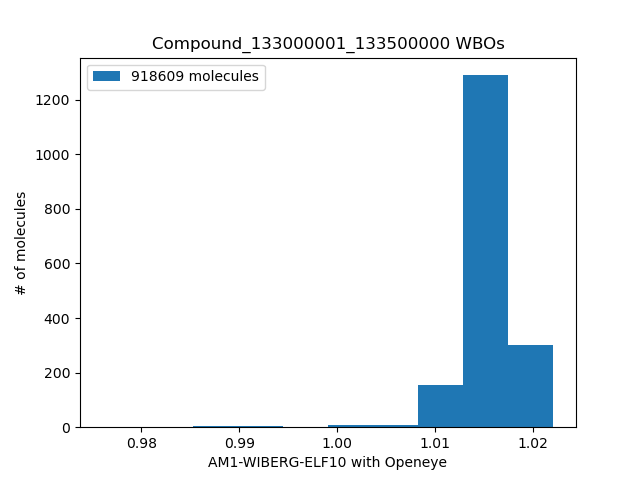 Compound_133000001_133500000 WBOs
918609 molecules
1200
1000
800
600
400
200
0
# of molecules
0.98 0.99 1.00 1.01 1.02
AM1-WIBERG-ELF10 with Openeye